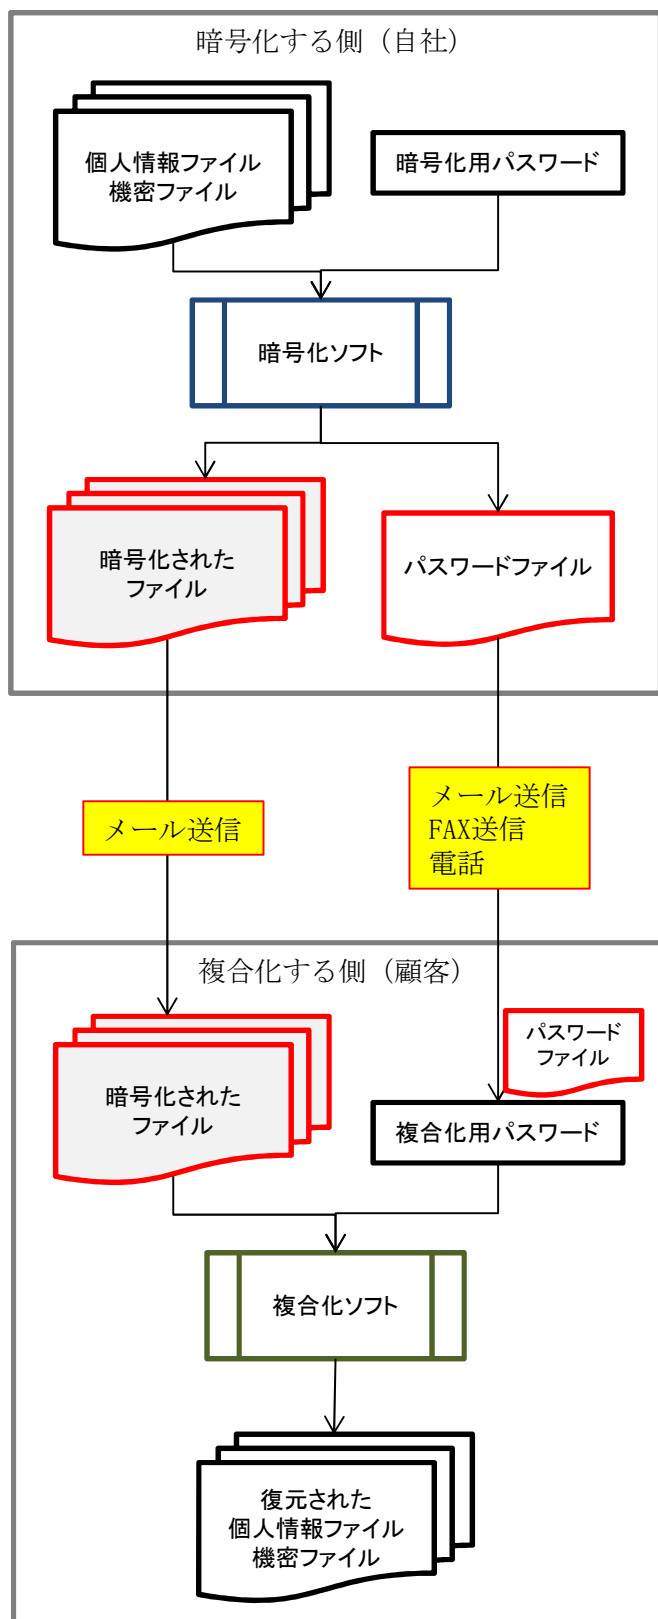 暗号化する側（自社）
個人情報ファイル
機密ファイル
暗号化用パスワード
暗号化ソフト
暗号化された
ファイル
パスワードファイル
メール送信
メール送信
FAX送信
電話
複合化する側（顧客）
パスワード
ファイル
暗号化された
ファイル
複合化用パスワード
複合化ソフト
復元された
個人情報ファイル
機密ファイル